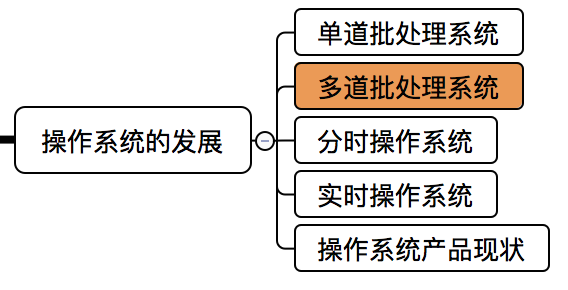 单道批处理系统
多道批处理系统
操作系统的发展
分时操作系统
实时操作系统
操作系统产品现状